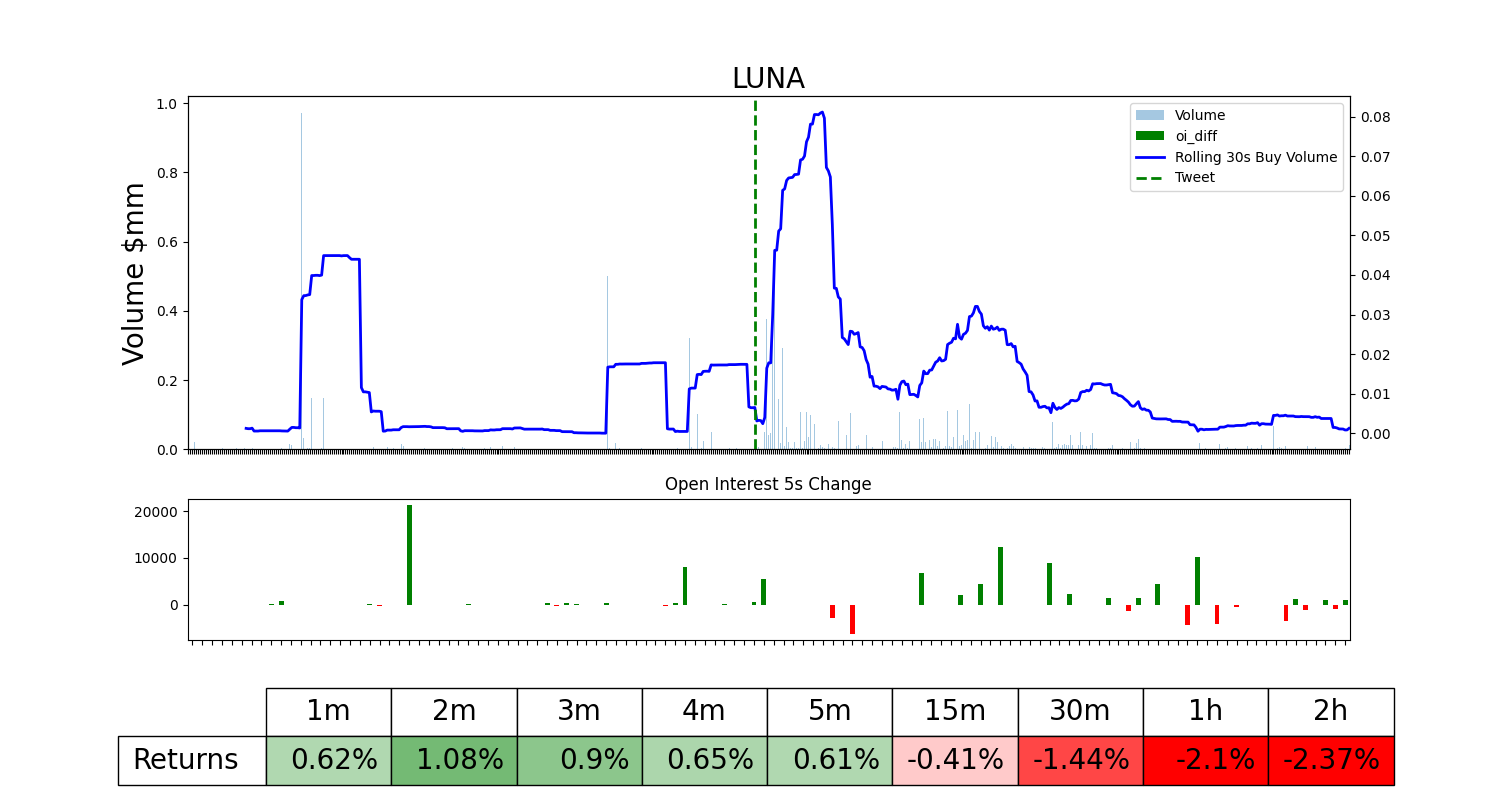 LUNA
Volume $mm
1.0
0.8
0.6
0.4
0.2
0.0
0.08
0.07
0.06
0.05
0.04
0.03
0.02
0.01
0.00
Volume
oi_diff
Rolling 30s Buy Volume
Tweet
Open Interest 5s Change
20000
10000
0
1m 2m 3m 4m 5m 15m 30m 1h 2h
Returns 0.62% 1.08% 0.9% 0.65% 0.61% -0.41% -1.44% -2.1% -2.37%